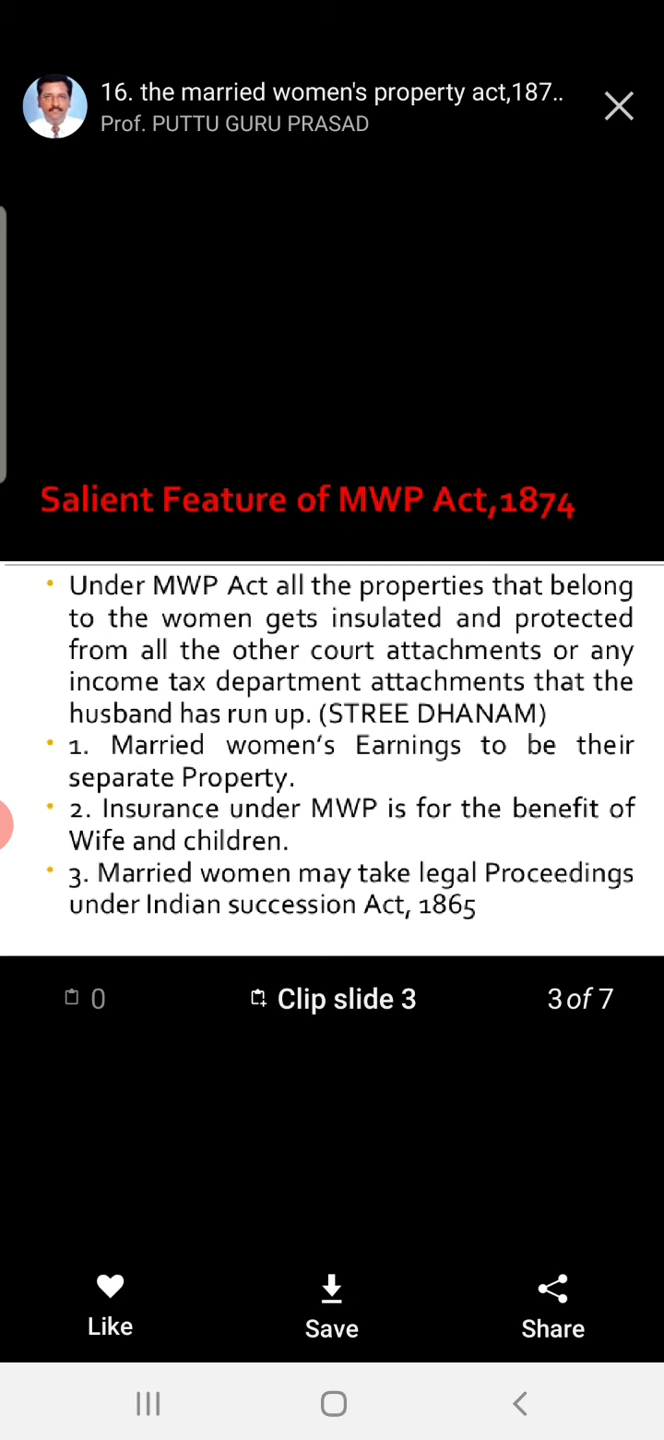 16. the married women's property act,187..
Prof. PUTTU GURU PRASAD
Salient Feature of MWP Act,1874
• Under MWP Act all the properties that belong
to the women gets insulated and protected
from all the other court attachments or any
income tax department attachments that the
husband has run up. (STREE DHANAM)
• 1. Married women's Earnings to be their
separate Property.
• 2. Insurance under MWP is for the benefit of
Wife and children.
• 3. Married women may take legal Proceedings
under Indian succession Act, 1865
0 Clip slide 3 3 of 7
Like Save Share